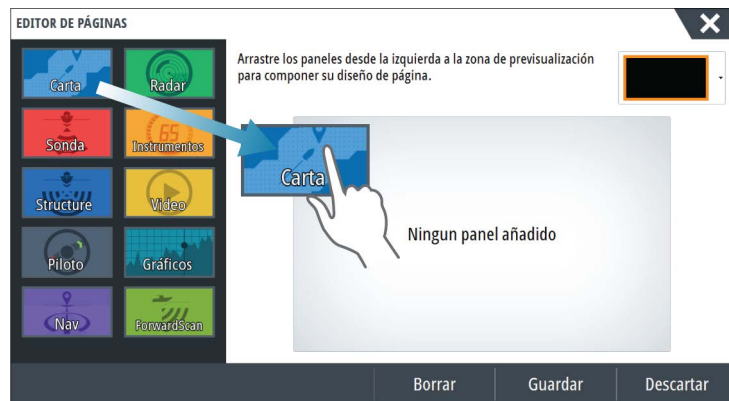 EDITOR DE PÁGINAS
Arrastre los paneles desde la izquierda a la zona de previsualización
para componer su diseño de página.
Carta
Radar
Sonda
65
Instrumentos
Structure
Video
Piloto
Gráficos
Nav
ForwardScan
Carta
Ningun panel añadido
Borrar
Guardar
Descartar